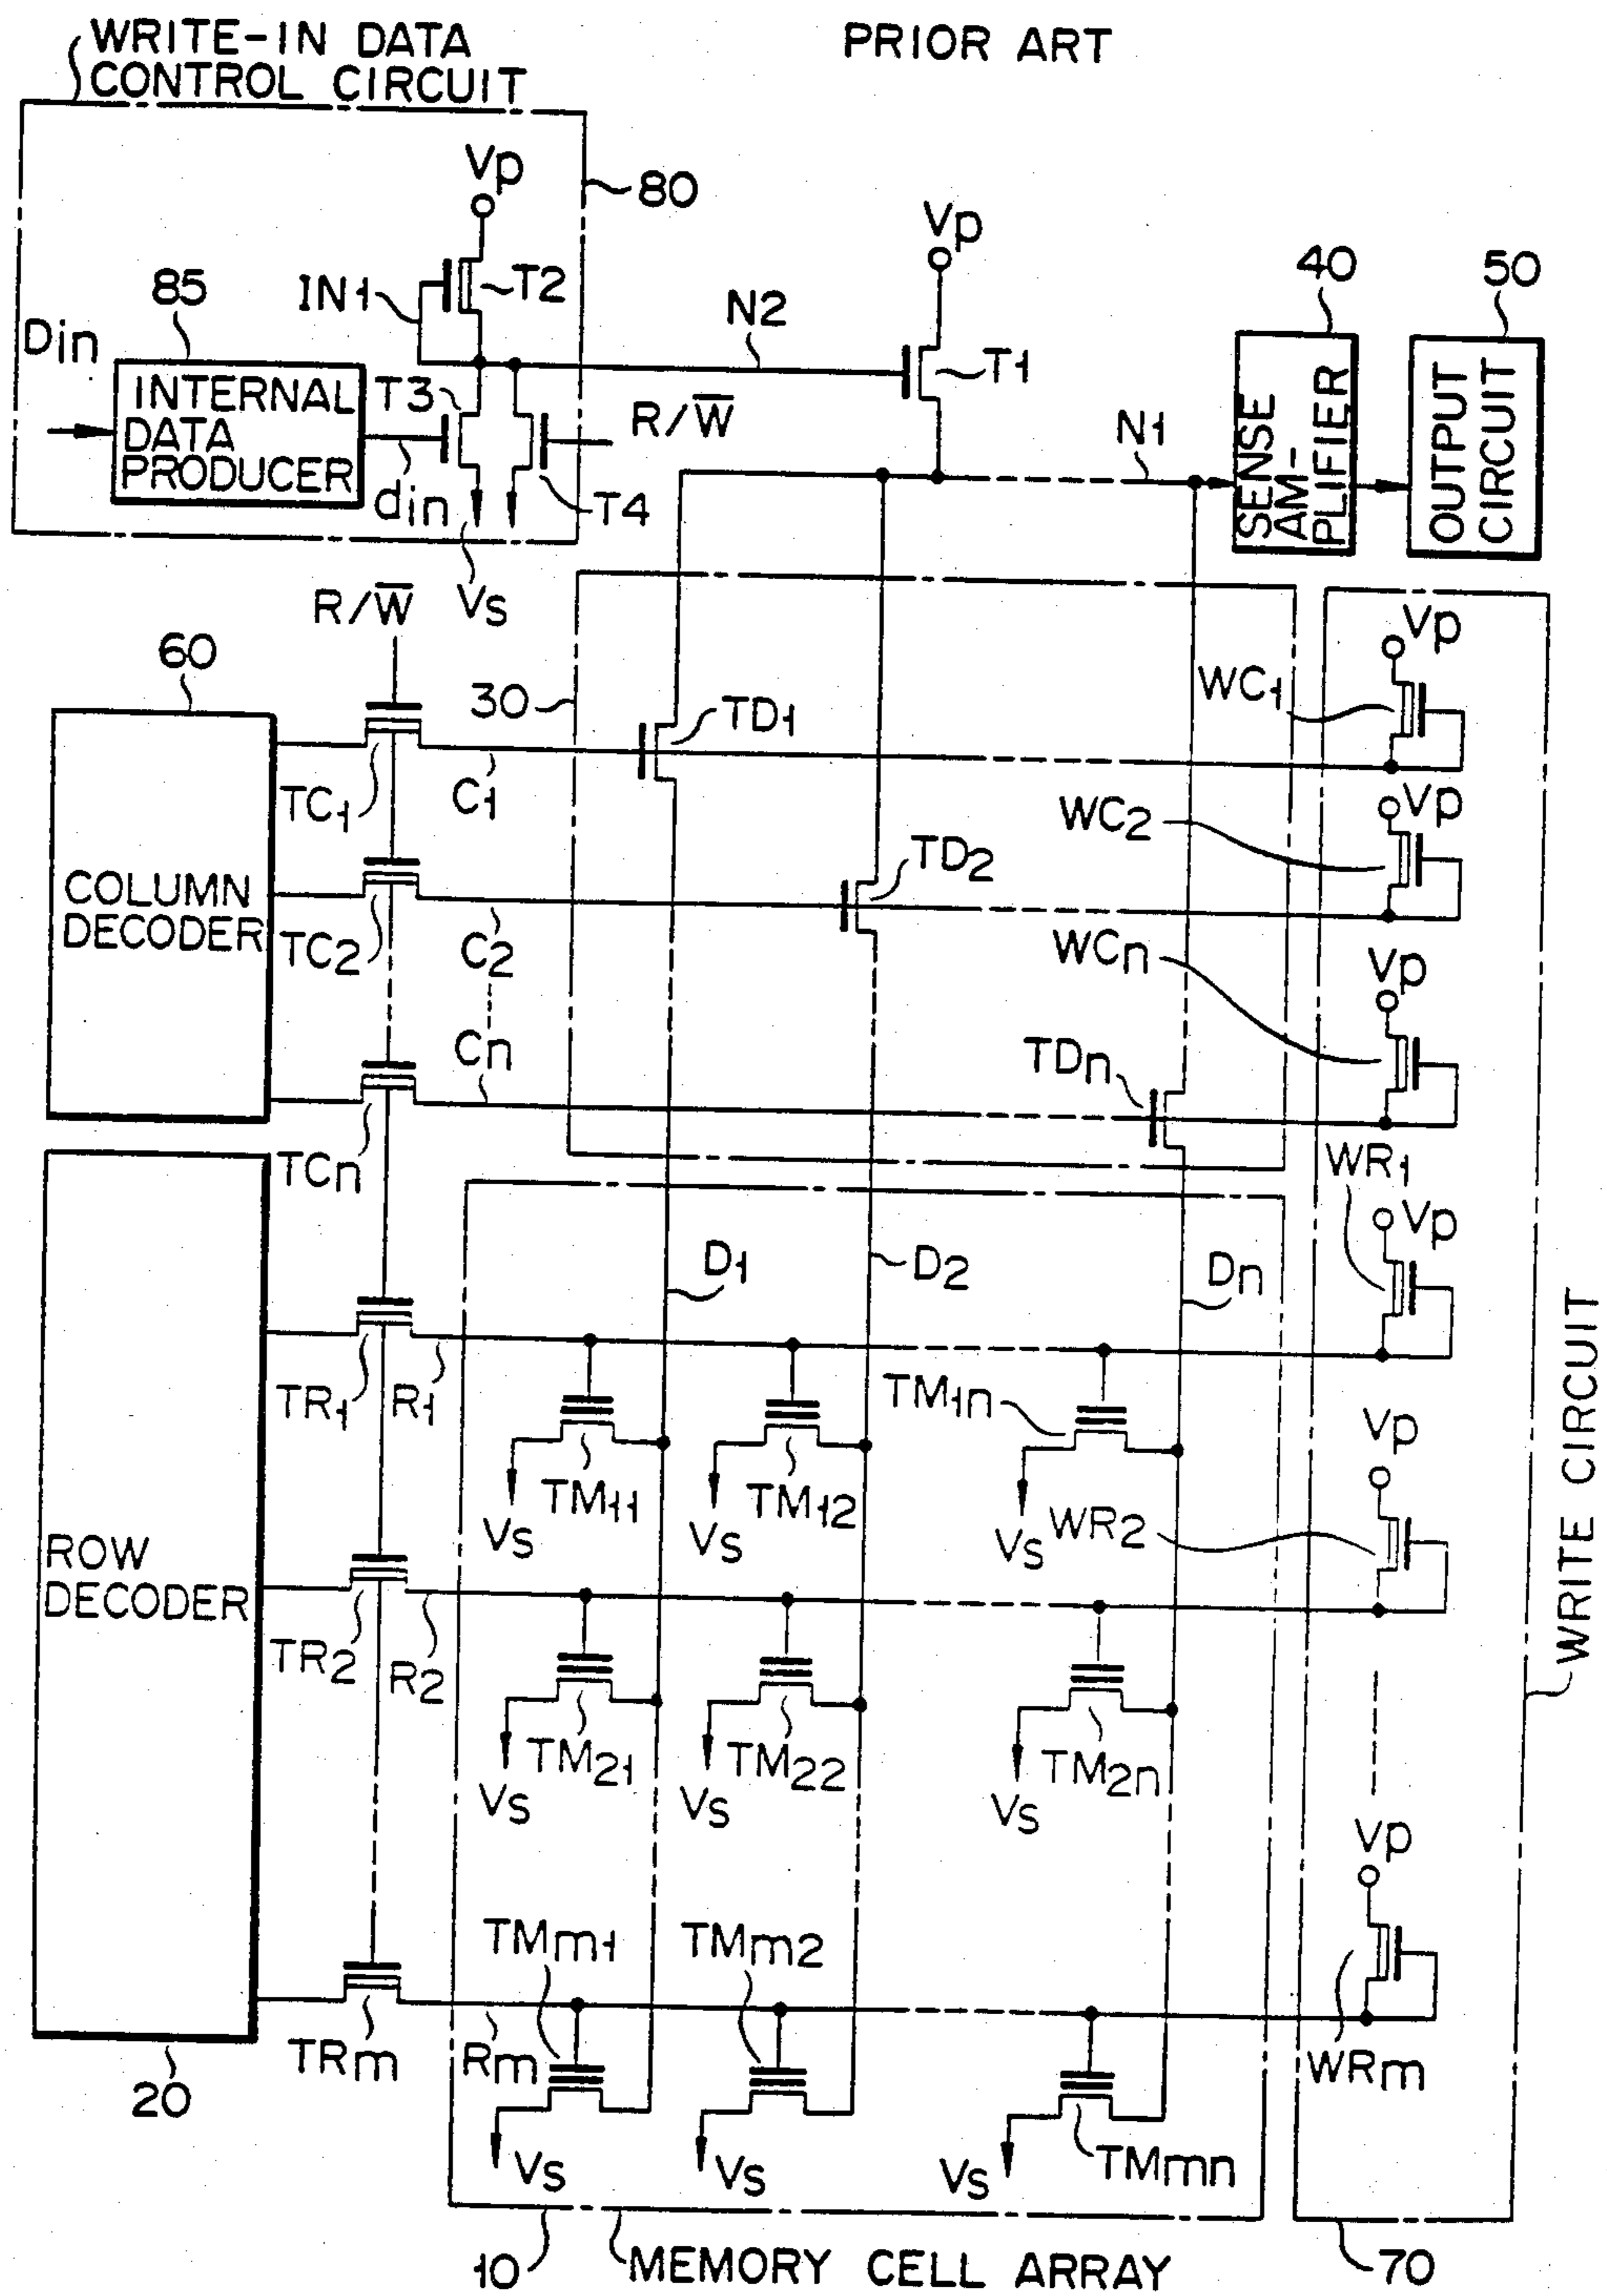 WRITE-IN DATA
CONTROL CIRCUIT
PRIOR ART
Vp
80
Vp
85
IN1
T2
N2
40
50
Din
T1
INTERNAL
DATA
PRODUCER
T3
R/W̅
N1
SENSE
AM-
PLIFIER
OUTPUT
CIRCUIT
din
T4
Vs
R/W̅
60
30
TD1
WC1
Vp
TC1
C1
WC2
Vp
COLUMN
DECODER
TD2
TC2
C2
WCn
Vp
Cn
TDn
TCn
WR1
Vp
D1
D2
Dn
TR1
R1
TM1n
TM11
TM12
Vs
Vs
Vs
Vp
WR2
WRITE CIRCUIT
ROW
DECODER
TR2
R2
TM21
TM22
TM2n
Vs
Vs
Vs
Vp
TMm1
TMm2
TRm
Rm
WRm
20
Vs
Vs
Vs
TMmn
10
MEMORY CELL ARRAY
70